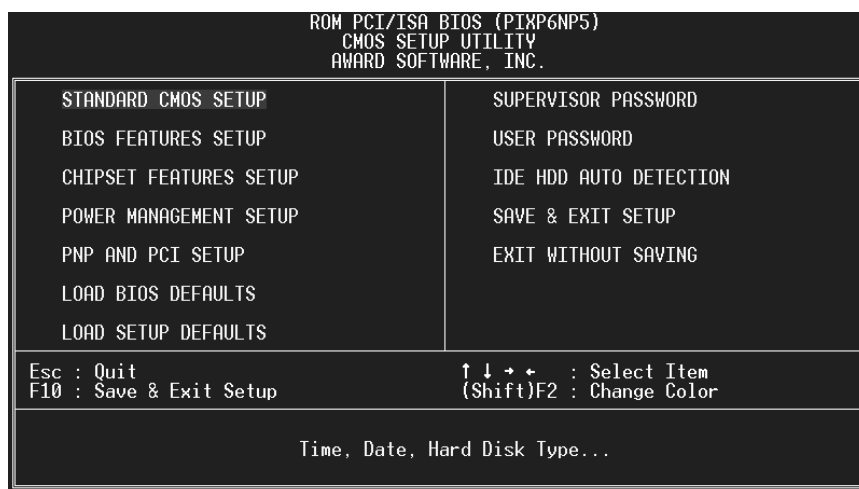 ROM PCI/ISA BIOS (PIXP6NP5)
CMOS SETUP UTILITY
AWARD SOFTWARE, INC.
STANDARD CMOS SETUP
BIOS FEATURES SETUP
CHIPSET FEATURES SETUP
POWER MANAGEMENT SETUP
PNP AND PCI SETUP
LOAD BIOS DEFAULTS
LOAD SETUP DEFAULTS
SUPERVISOR PASSWORD
USER PASSWORD
IDE HDD AUTO DETECTION
SAVE & EXIT SETUP
EXIT WITHOUT SAVING
Esc : Quit
F10 : Save & Exit Setup
↑ ↓ → ← : Select Item
(Shift)F2 : Change Color
Time, Date, Hard Disk Type...